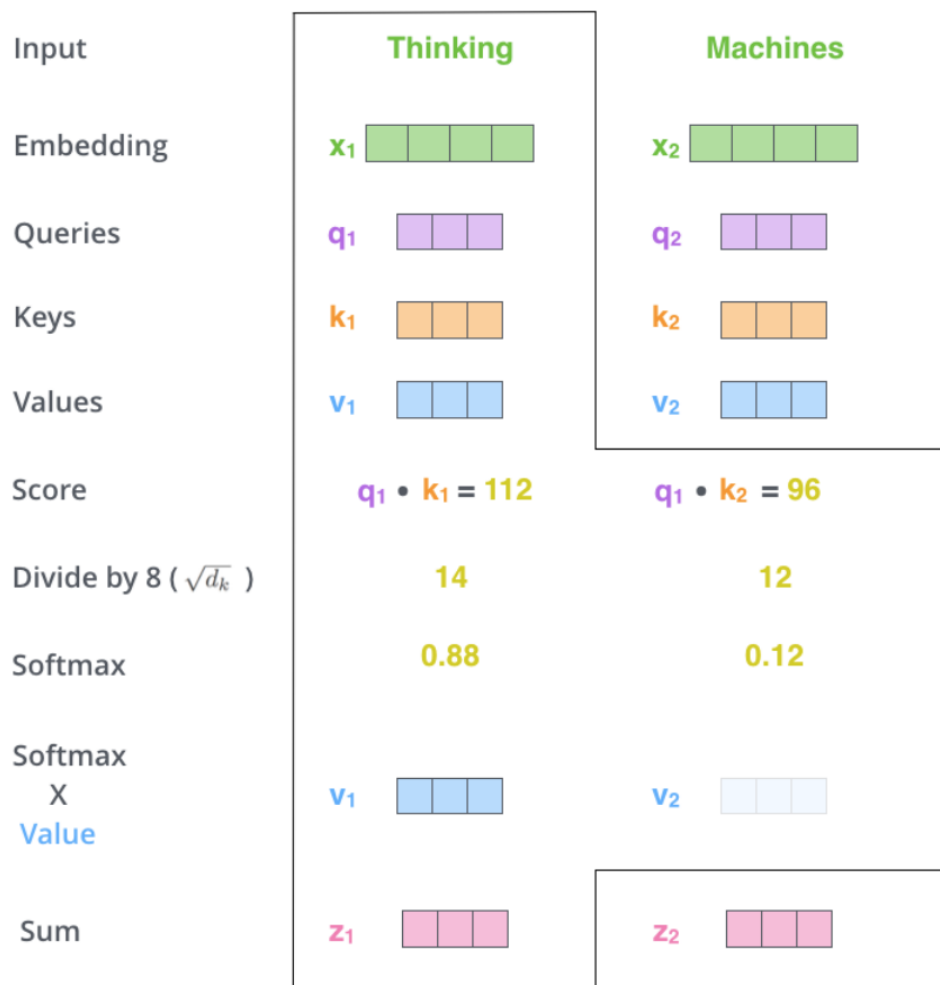 Input Thinking Machines
Embedding x₁ x₂
Queries q₁ q₂
Keys k₁ k₂
Values v₁ v₂
Score q₁ • k₁ = 112 q₁ • k₂ = 96
Divide by 8 ( √dₖ ) 14 12
Softmax 0.88 0.12
Softmax
X
Value v₁ v₂
Sum z₁ z₂